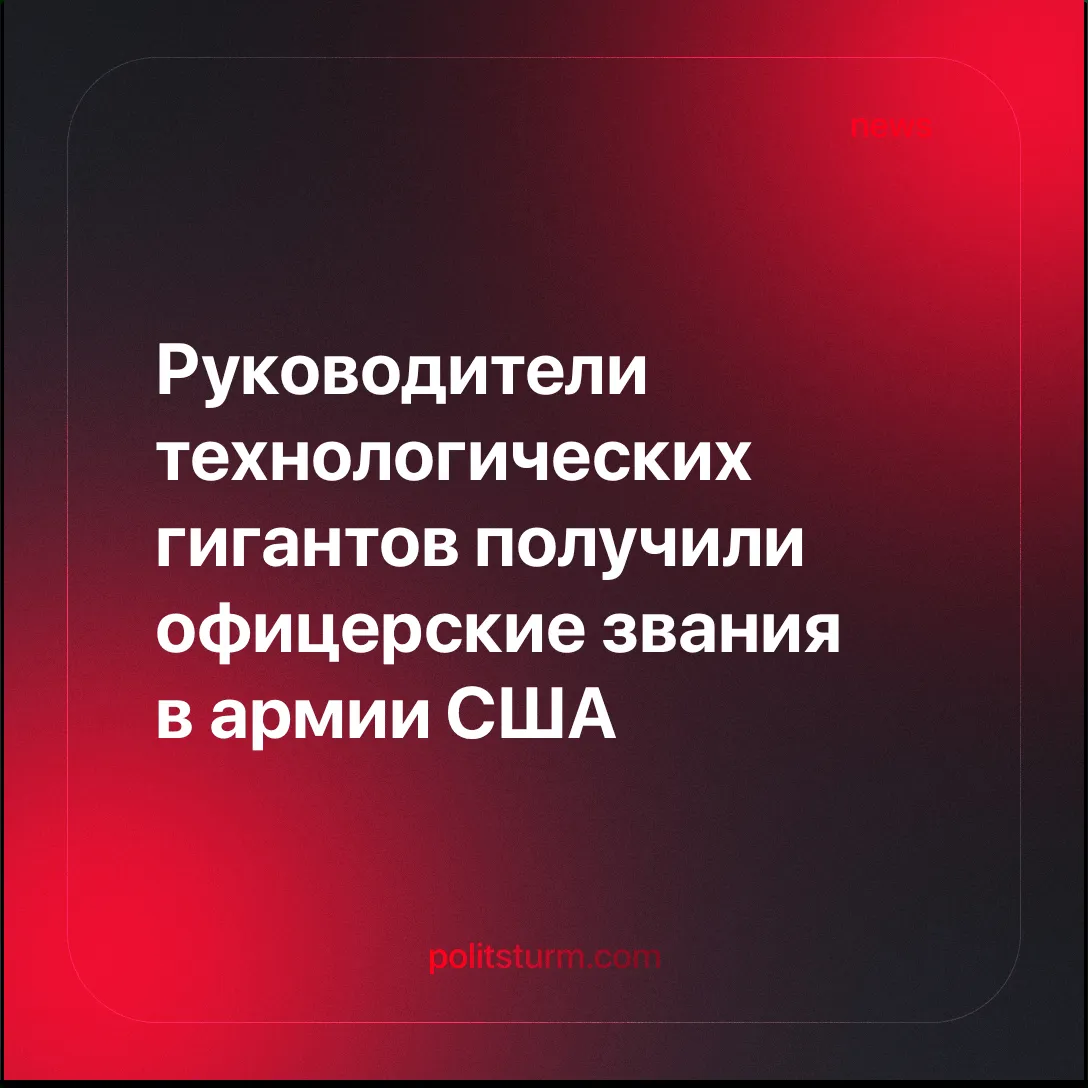 news
Руководители
технологических
гигантов получили
офицерские звания
в армии США
politsturm.com